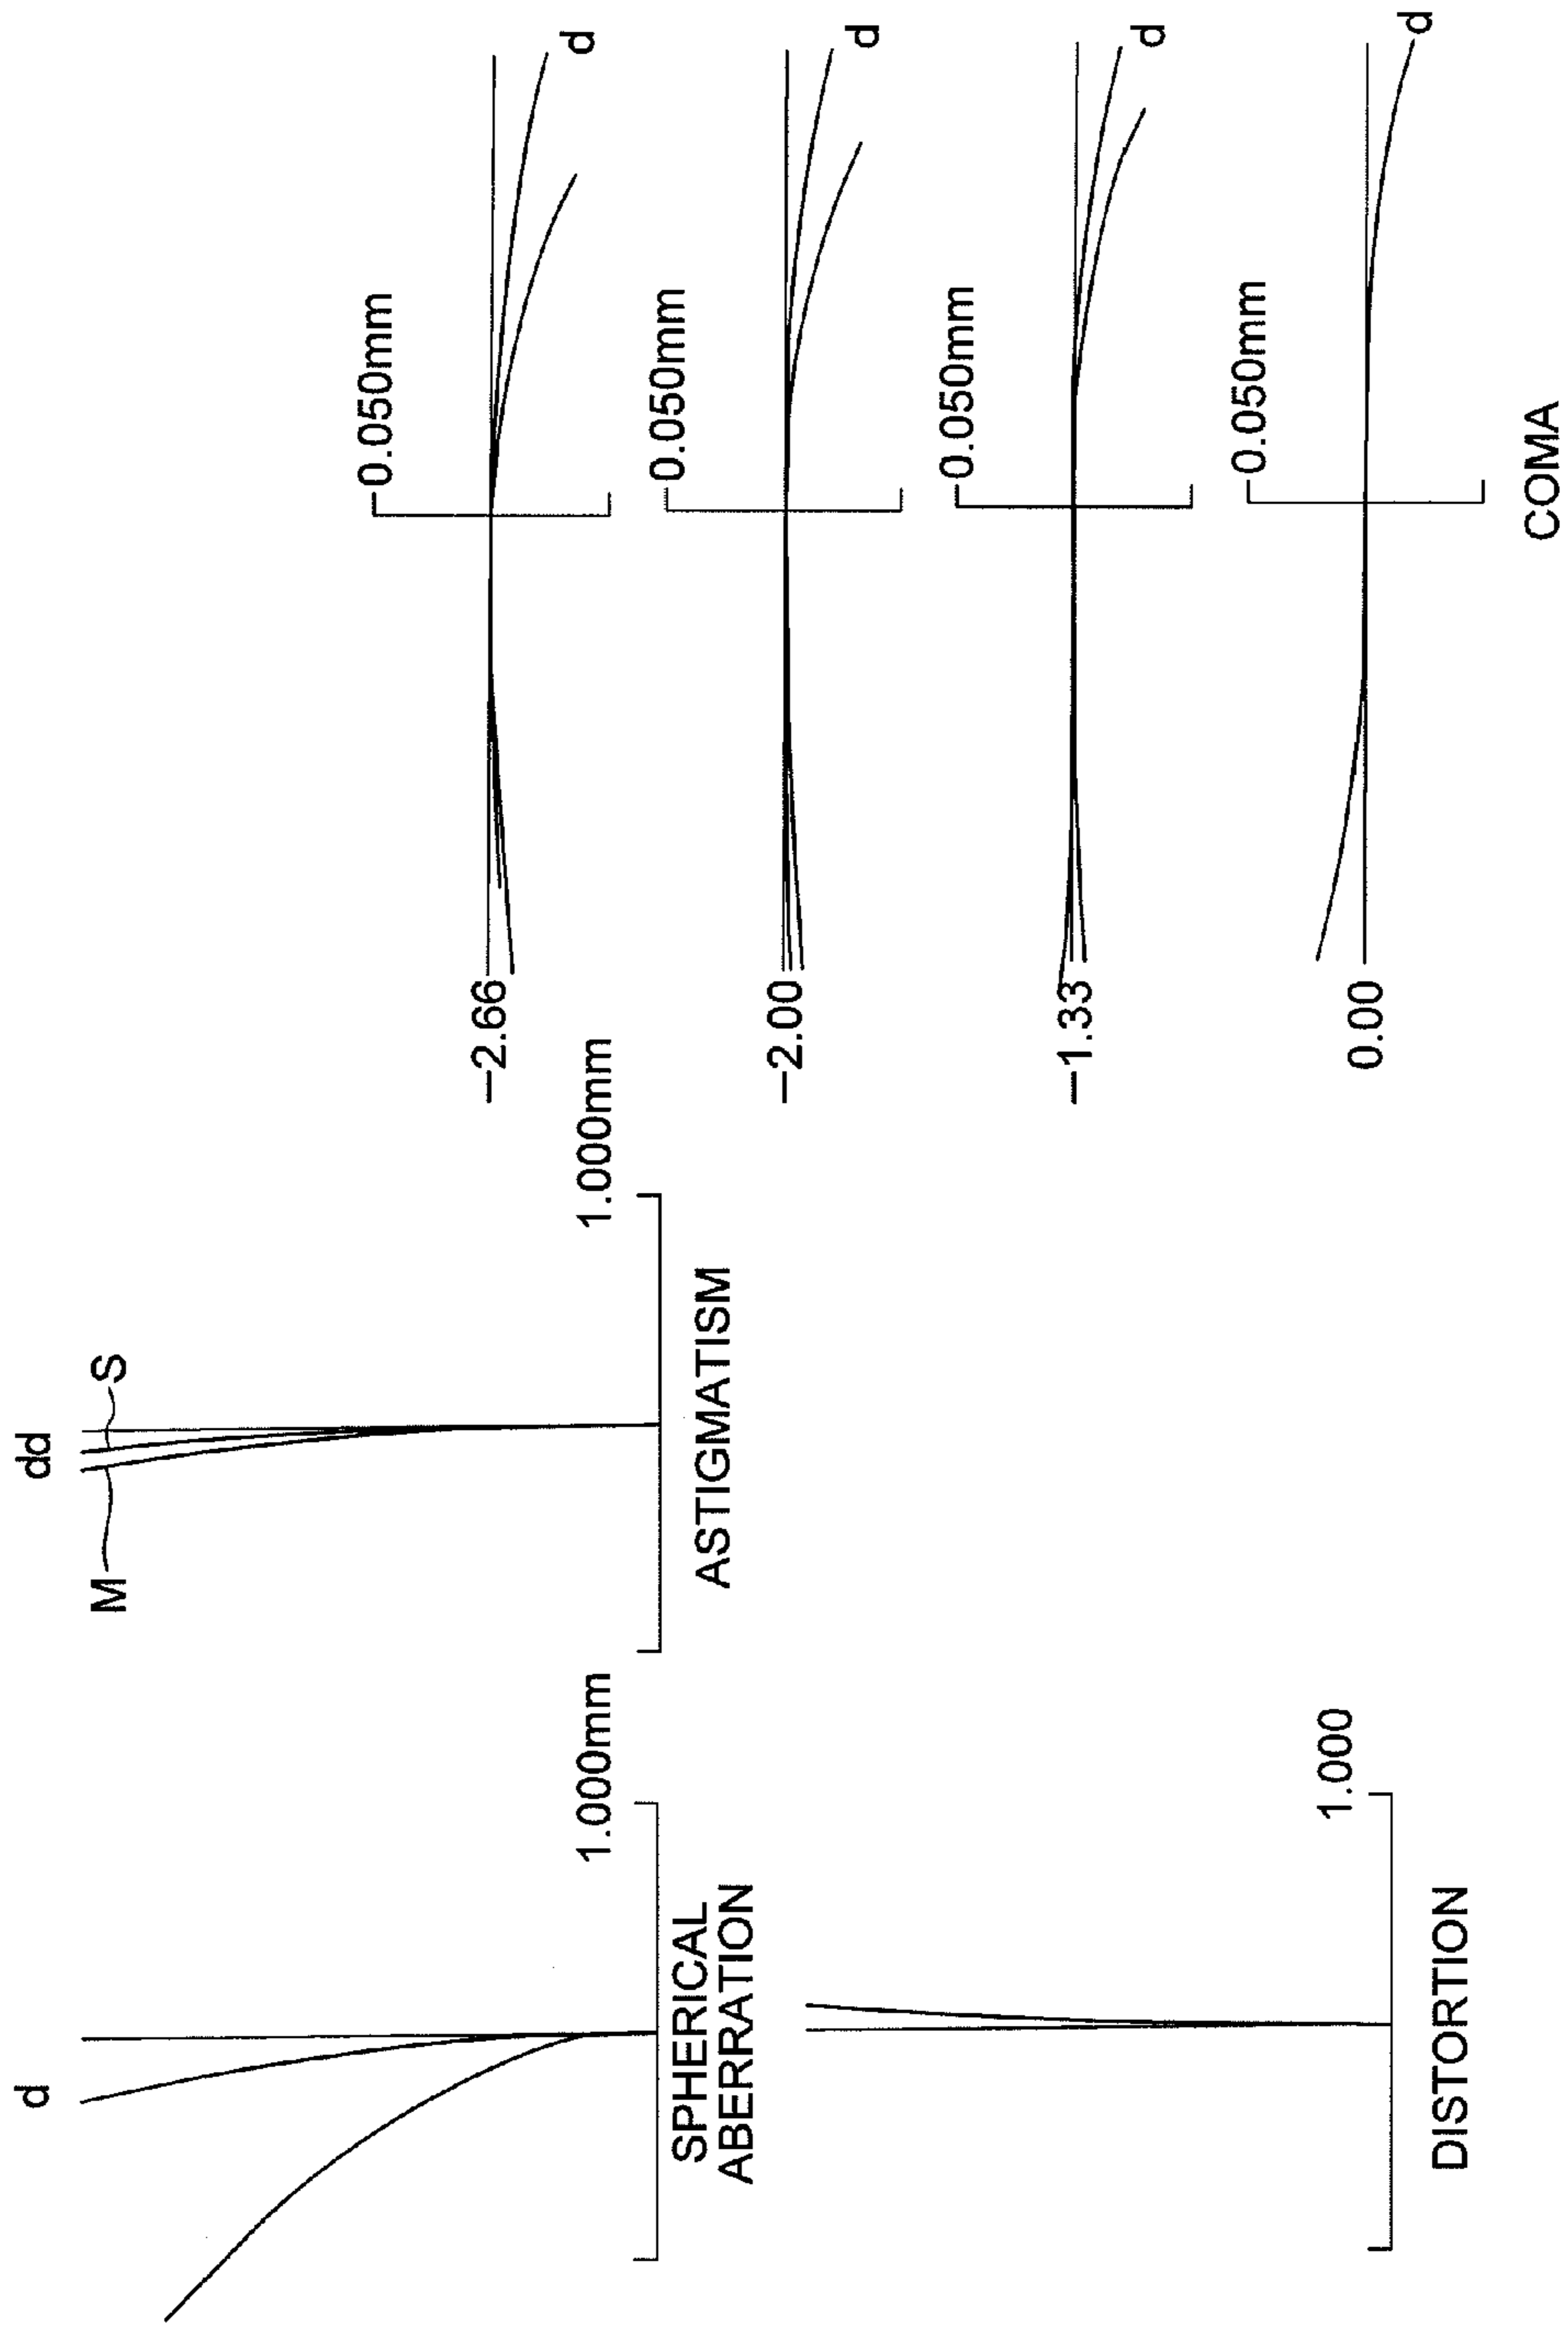 d
SPHERICAL
ABERRATION
1.000mm
dd
M
S
ASTIGMATISM
1.000mm
DISTORTION
1.000
-2.66
0.050mm
d
-2.00
0.050mm
d
-1.33
0.050mm
d
0.00
0.050mm
d
COMA